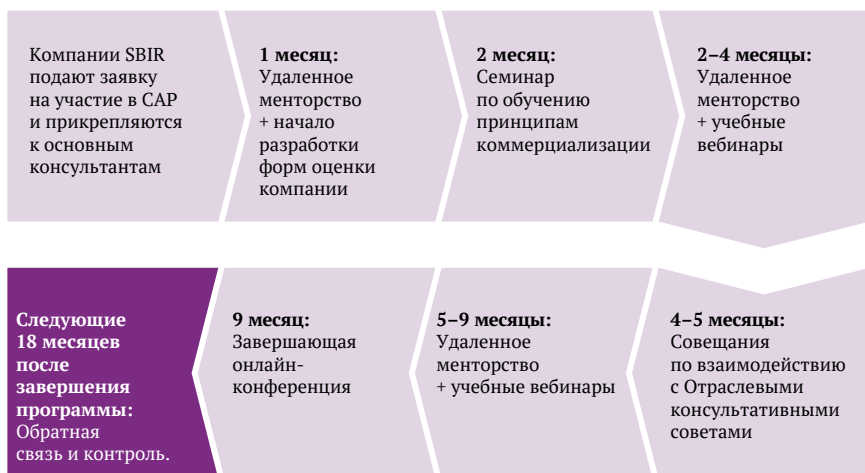 Компании SBIR
подают заявку
на участие в CAP
и прикрепляются
к основным
консультантам
1 месяц:
Удаленное
менторство
+ начало
разработки
форм оценки
компании
2 месяц:
Семинар
по обучению
принципам
коммерциализации
2–4 месяцы:
Удаленное
менторство
+ учебные
вебинары
4–5 месяцы:
Совещания
по взаимодействию
с Отраслевыми
консультативными
советами
5–9 месяцы:
Удаленное
менторство
+ учебные вебинары
9 месяц:
Завершающая
онлайн-
конференция
Следующие
18 месяцев
после
завершения
программы:
Обратная
связь и контроль.